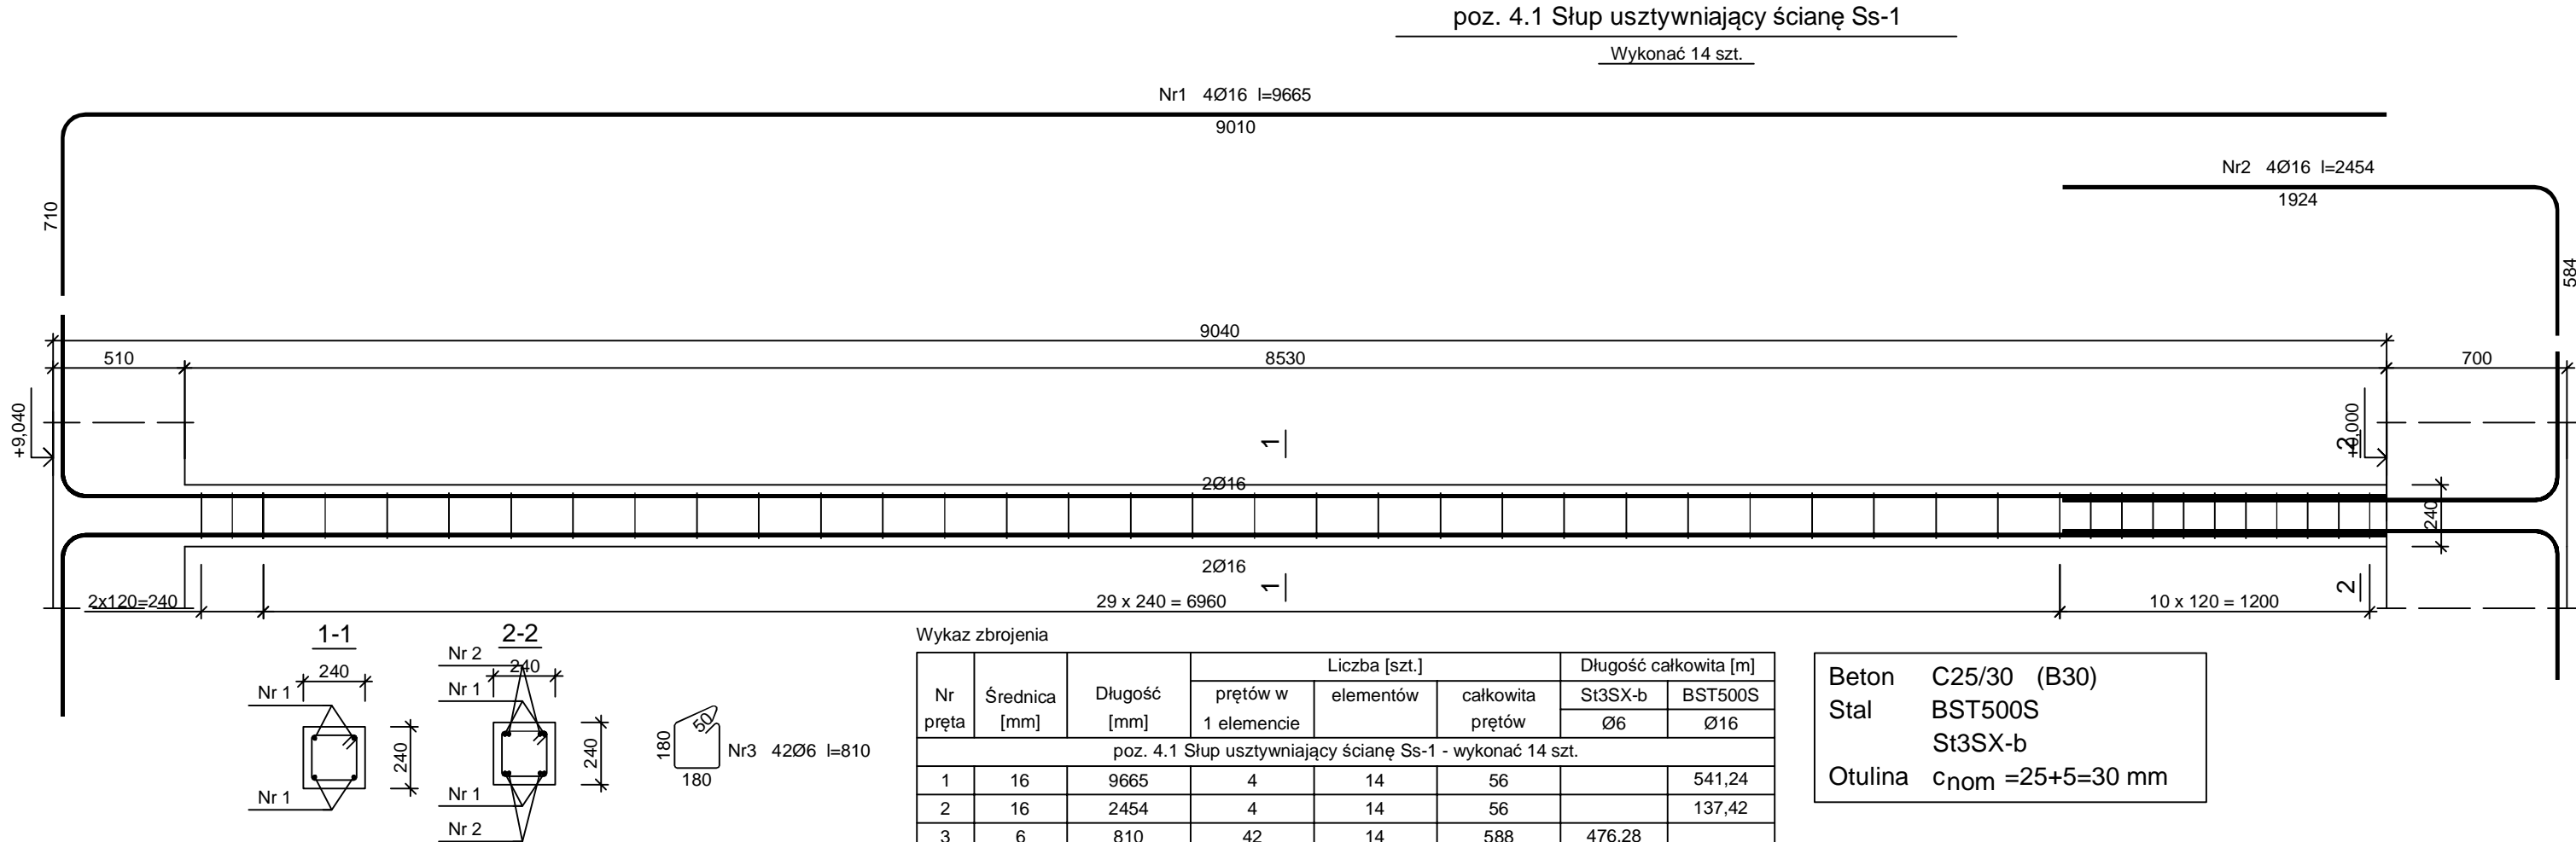 poz. 4.1 Słup usztywniający ścianę Ss-1
Wykonać 14 szt.
Nr1 4Ø16 l=9665
9010
710
Nr2 4Ø16 l=2454
1924
584
9040
510
8530
700
+9,040
1
2
+0,000
2Ø16
240
2Ø16
1
2
2x120=240
29 x 240 = 6960
10 x 120 = 1200
1-1
240
Nr 1
240
Nr 1
2-2
Nr 2
240
Nr 1
240
Nr 1
Nr 2
50
180
180
Nr3 42Ø6 l=810
Wykaz zbrojenia
Nr pręta
Średnica [mm]
Długość [mm]
Liczba [szt.]
Długość całkowita [m]
prętów w 1 elemencie
elementów
całkowita prętów
St3SX-b
BST500S
Ø6
Ø16
poz. 4.1 Słup usztywniający ścianę Ss-1 - wykonać 14 szt.
1 16 9665 4 14 56 541,24
2 16 2454 4 14 56 137,42
3 6 810 42 14 588 476,28
Beton C25/30 (B30)
Stal BST500S
St3SX-b
Otulina cnom =25+5=30 mm